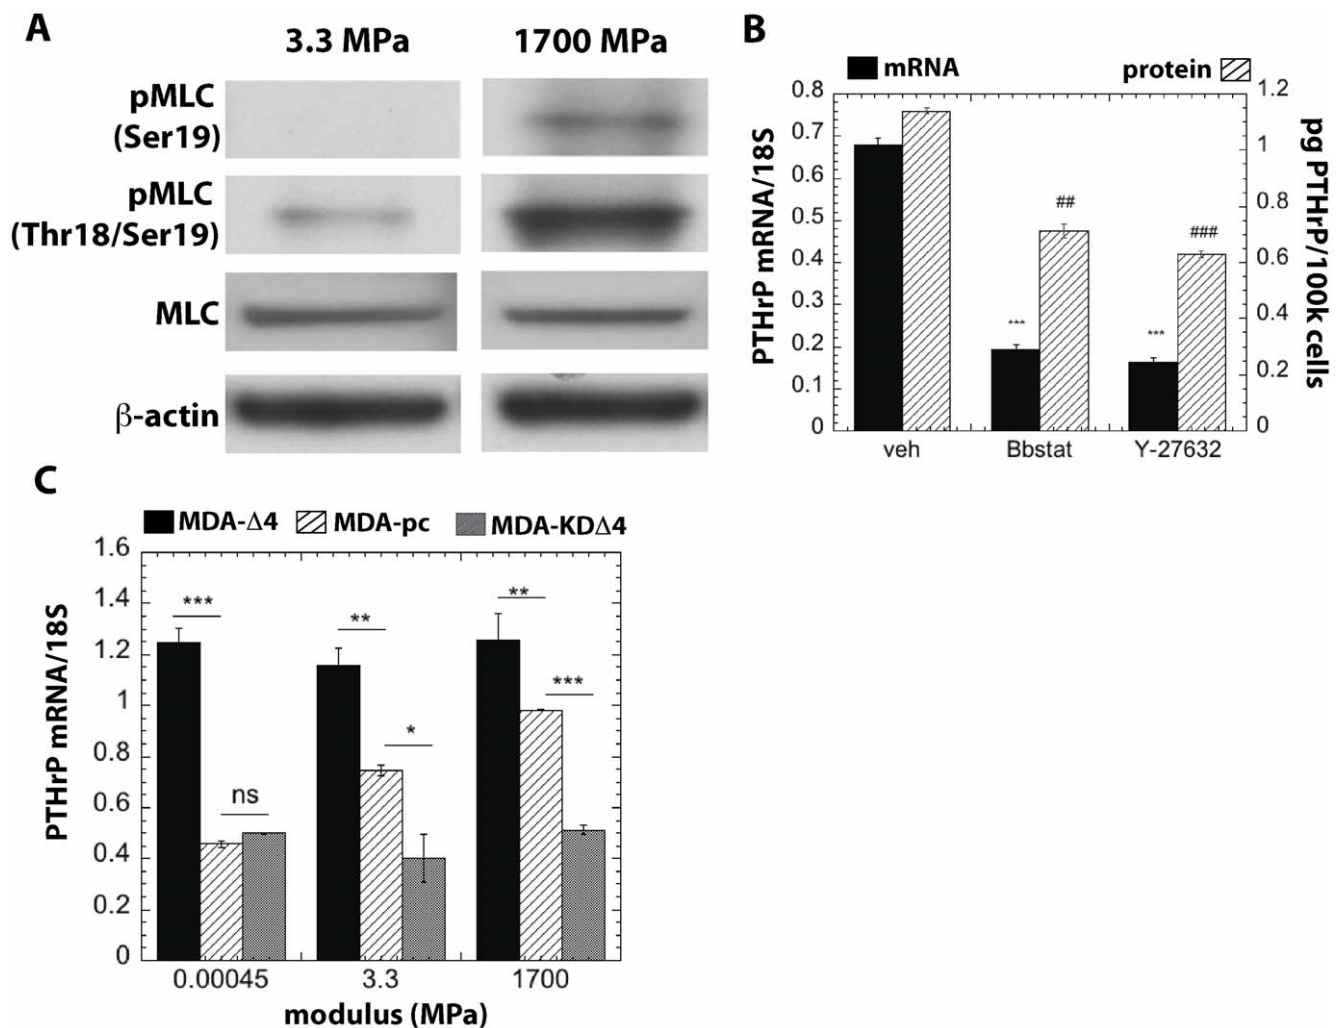 A
3.3 MPa
1700 MPa
pMLC
(Ser19)
pMLC
(Thr18/Ser19)
MLC
β-actin
B
mRNA
protein
PTHrP mRNA/18S
0.8
0.7
0.6
0.5
0.4
0.3
0.2
0.1
0
***
##
***
###
1.2
1
0.8
0.6
0.4
0.2
0
pg PTHrP/100k cells
veh
Bbstat
Y-27632
C
MDA-Δ4
MDA-pc
MDA-KDΔ4
PTHrP mRNA/18S
1.6
1.4
1.2
1
0.8
0.6
0.4
0.2
0
***
ns
**
*
**
***
0.00045
3.3
1700
modulus (MPa)